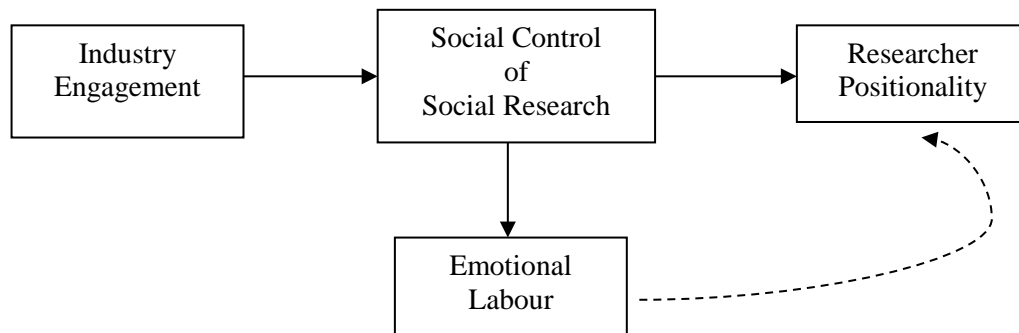 Industry
Engagement
Social Control
of
Social Research
Researcher
Positionality
Emotional
Labour